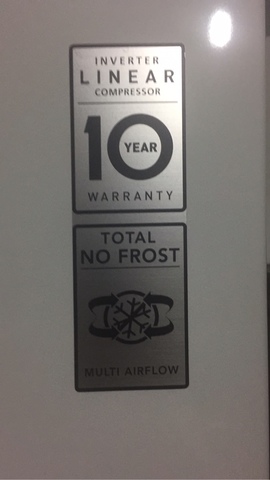 INVERTER
LINEAR
COMPRESSOR
10 YEAR
WARRANTY
TOTAL
NO FROST
MULTI AIRFLOW